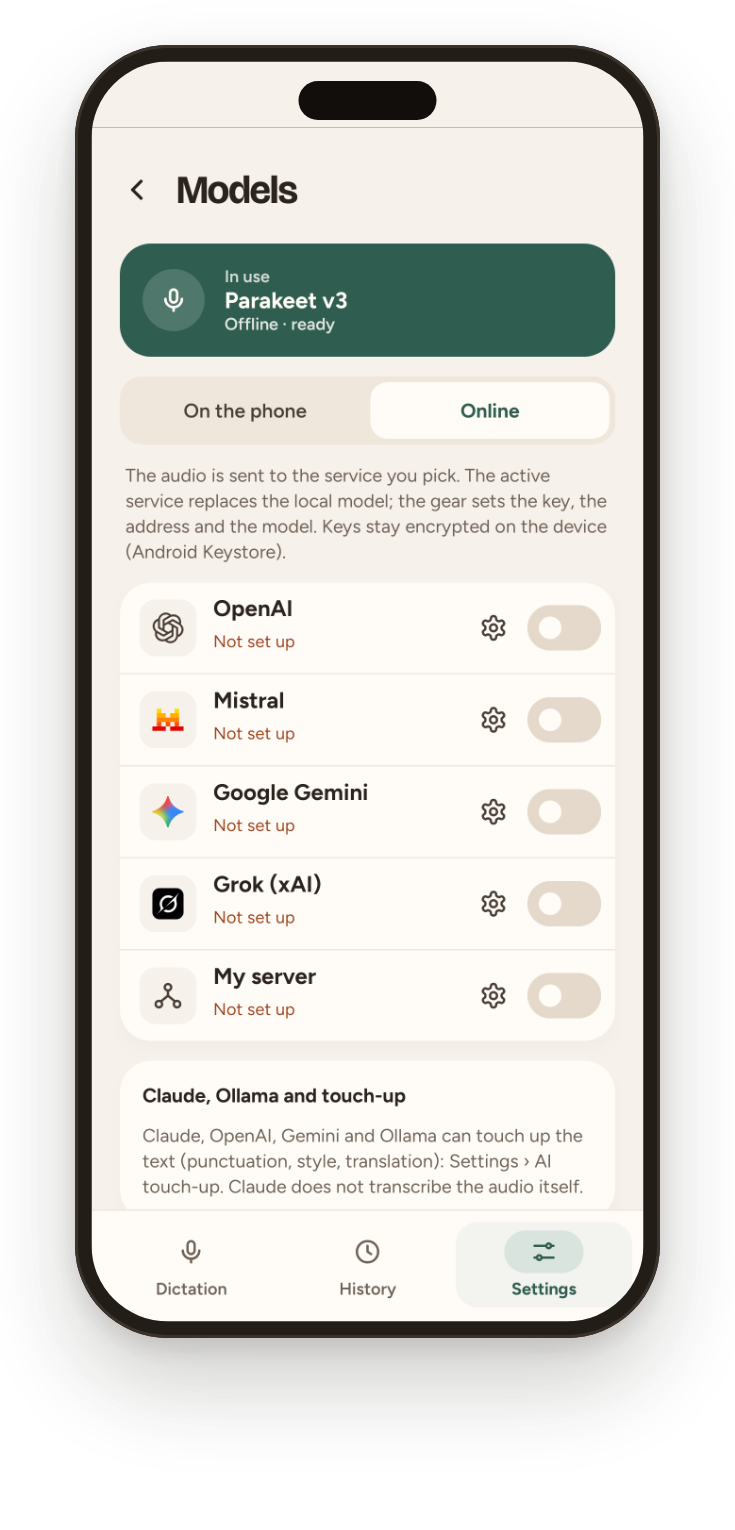 Models
In use
Parakeet v3
Offline · ready
On the phone
Online
The audio is sent to the service you pick. The active
service replaces the local model; the gear sets the key, the
address and the model. Keys stay encrypted on the device
(Android Keystore).
OpenAI
Not set up
Mistral
Not set up
Google Gemini
Not set up
Grok (xAI)
Not set up
My server
Not set up
Claude, Ollama and touch-up
Claude, OpenAI, Gemini and Ollama can touch up the
text (punctuation, style, translation): Settings › AI
touch-up. Claude does not transcribe the audio itself.
Dictation
History
Settings